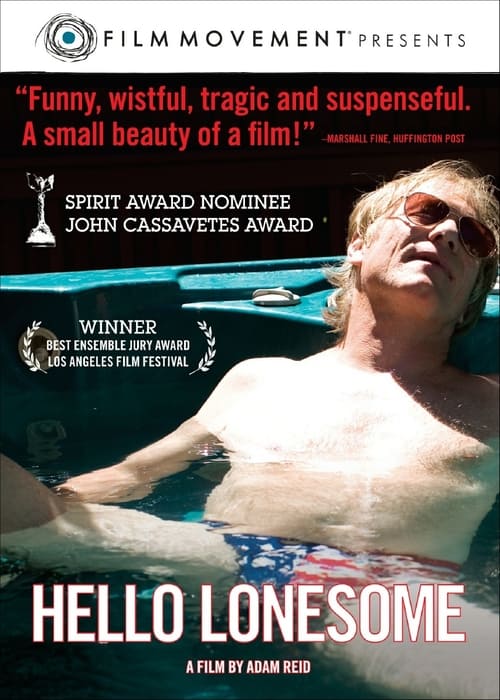 FILM MOVEMENT® PRESENTS
“Funny, wistful, tragic and suspenseful.
A small beauty of a film!” –MARSHALL FINE, HUFFINGTON POST
SPIRIT AWARD NOMINEE
JOHN CASSAVETES AWARD
WINNER
BEST ENSEMBLE JURY AWARD
LOS ANGELES FILM FESTIVAL
HELLO LONESOME
A FILM BY ADAM REID